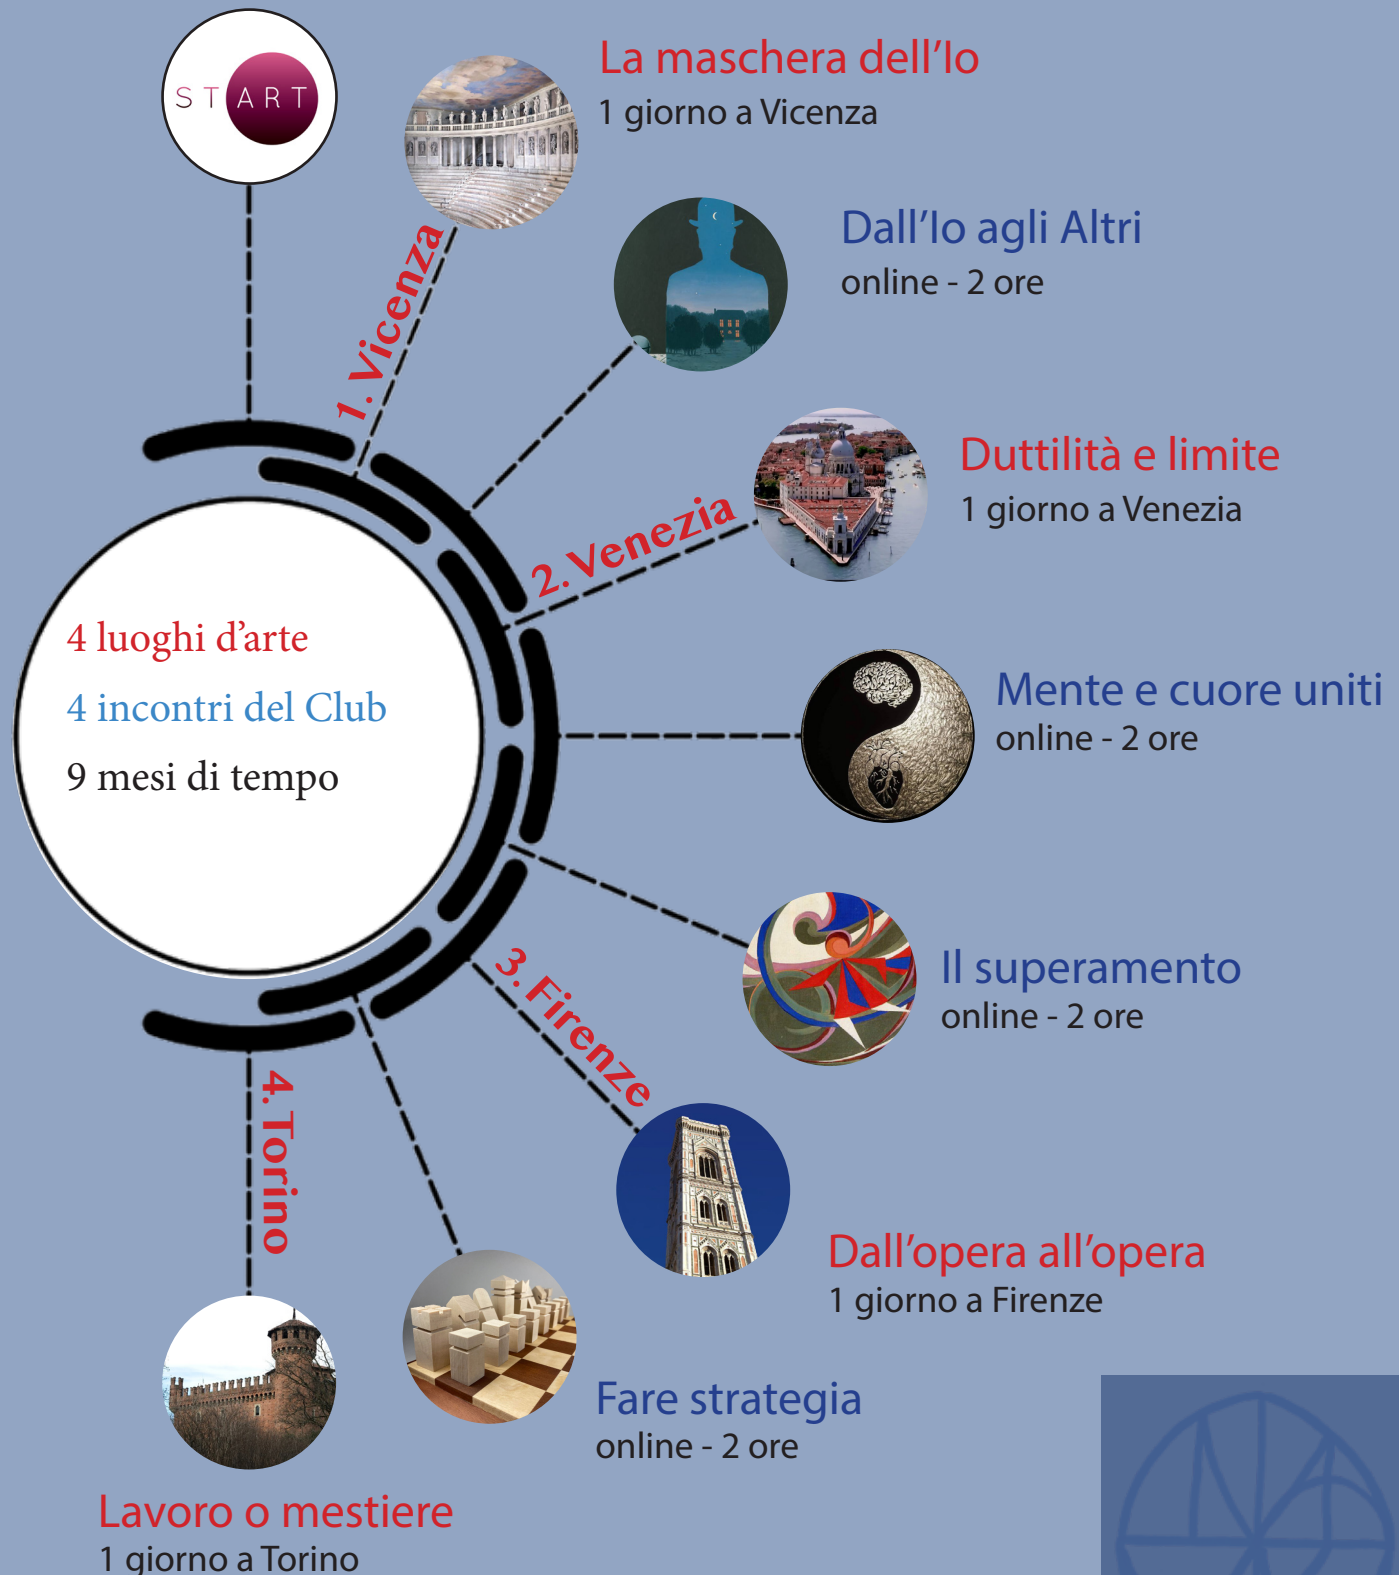 START
La maschera dell'Io
1 giorno a Vicenza
1. Vicenza
Dall'Io agli Altri
online - 2 ore
Duttilità e limite
1 giorno a Venezia
2. Venezia
4 luoghi d'arte
4 incontri del Club
9 mesi di tempo
Mente e cuore uniti
online - 2 ore
Il superamento
online - 2 ore
3. Firenze
Dall'opera all'opera
1 giorno a Firenze
4. Torino
Fare strategia
online - 2 ore
Lavoro o mestiere
1 giorno a Torino